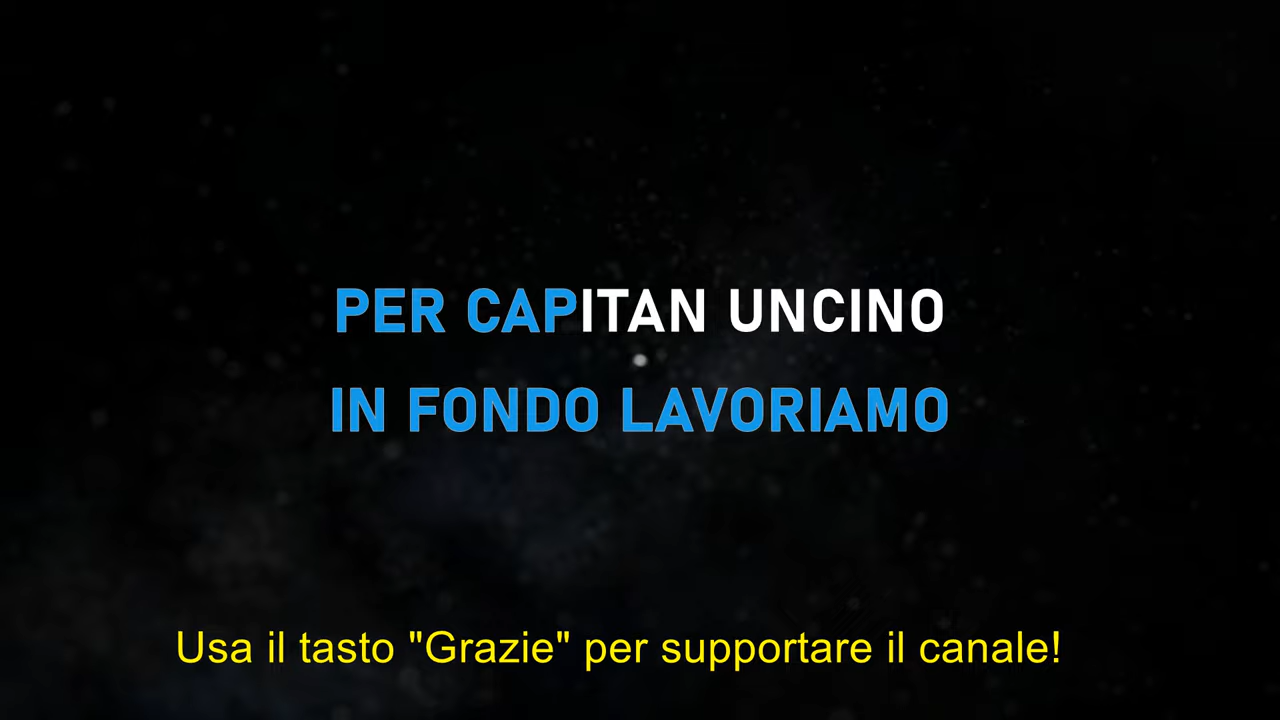 PER CAPITAN UNCINO
IN FONDO LAVORIAMO
Usa il tasto "Grazie" per supportare il canale!